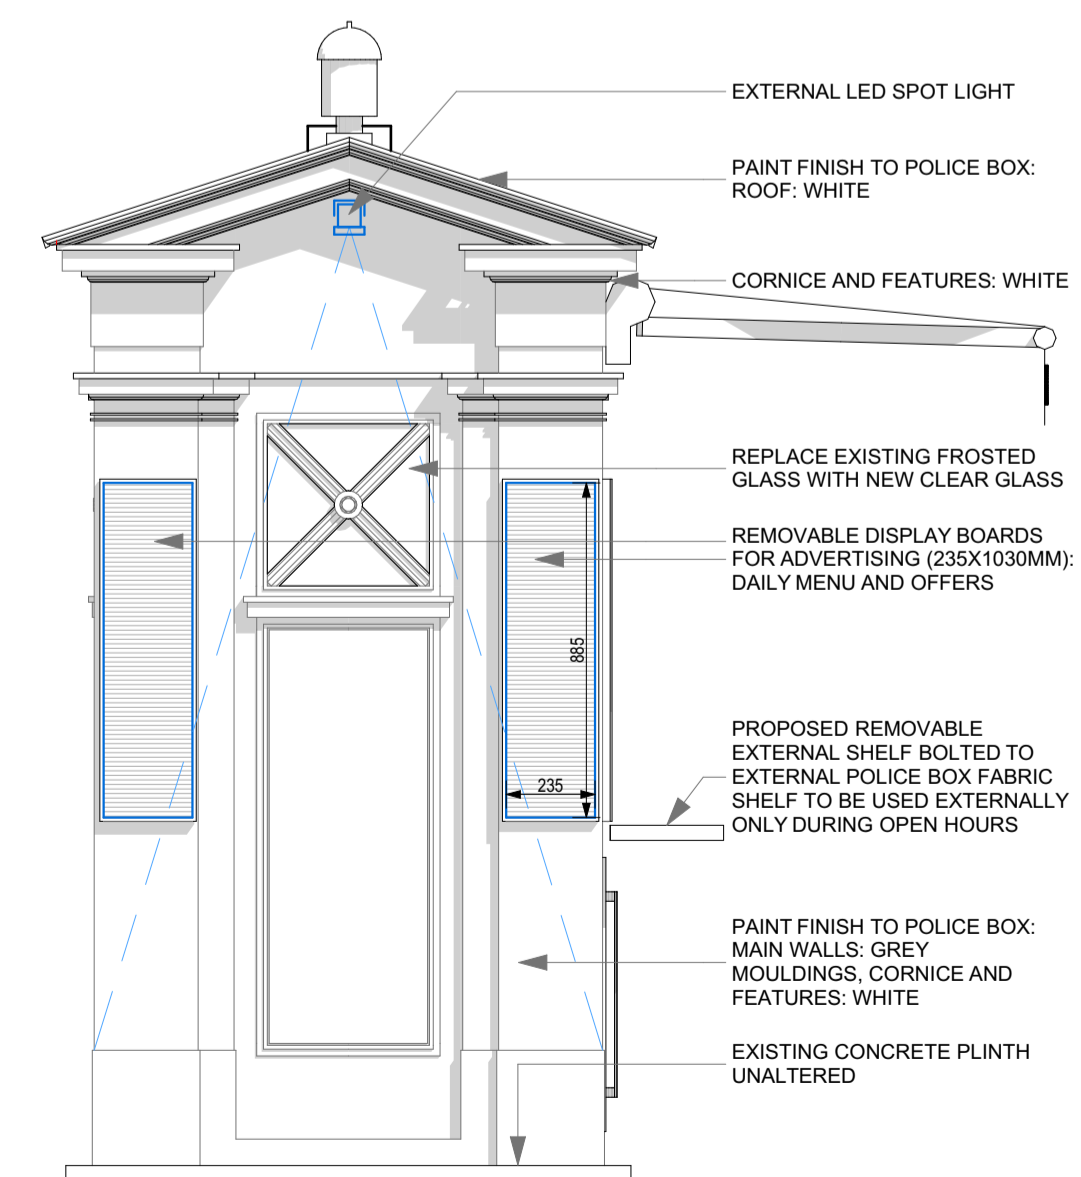 EXTERNAL LED SPOT LIGHT
PAINT FINISH TO POLICE BOX:
ROOF: WHITE
CORNICE AND FEATURES: WHITE
REPLACE EXISTING FROSTED
GLASS WITH NEW CLEAR GLASS
REMOVABLE DISPLAY BOARDS
FOR ADVERTISING (235X1030MM):
DAILY MENU AND OFFERS
885
235
PROPOSED REMOVABLE
EXTERNAL SHELF BOLTED TO
EXTERNAL POLICE BOX FABRIC
SHELF TO BE USED EXTERNALLY
ONLY DURING OPEN HOURS
PAINT FINISH TO POLICE BOX:
MAIN WALLS: GREY
MOULDINGS, CORNICE AND
FEATURES: WHITE
EXISTING CONCRETE PLINTH
UNALTERED